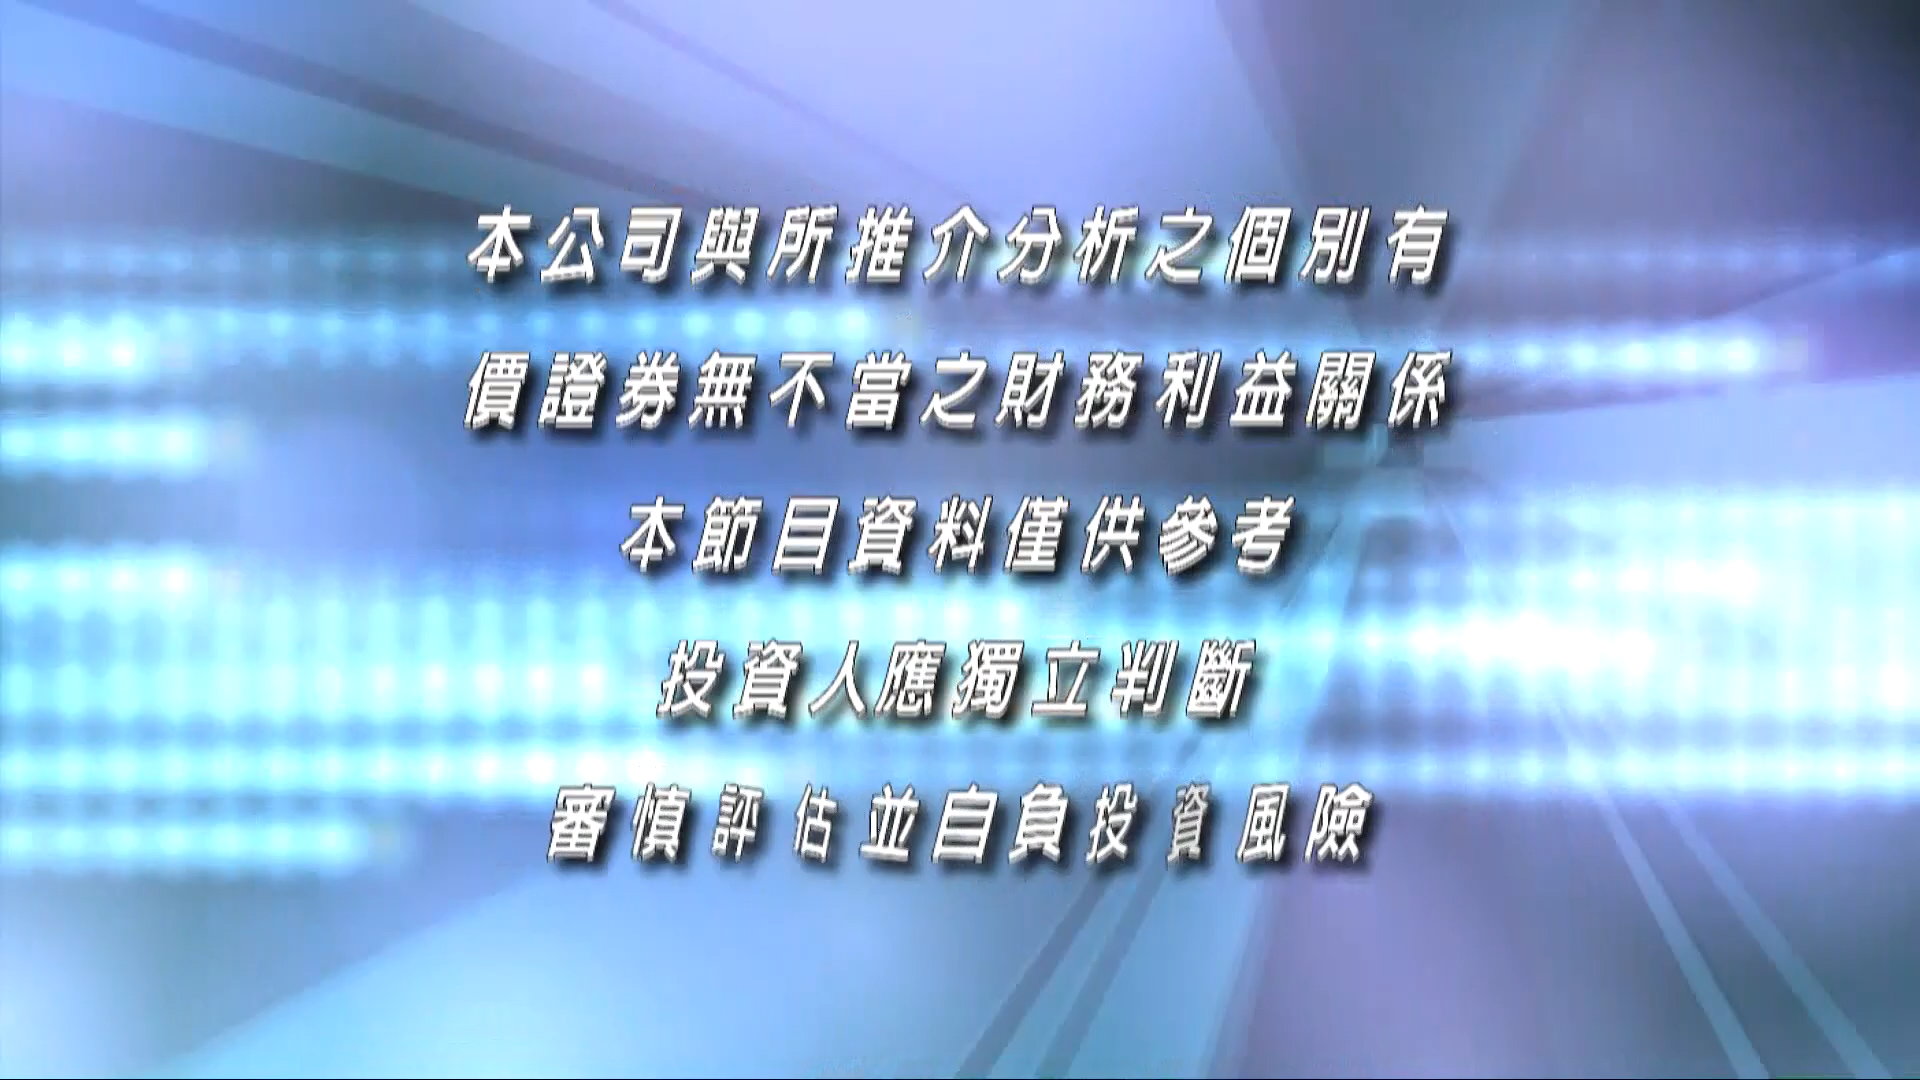 本公司與所推介分析之個別有
價證券無不當之財務利益關係
本節目資料僅供參考
投資人應獨立判斷
審慎評估並自負投資風險